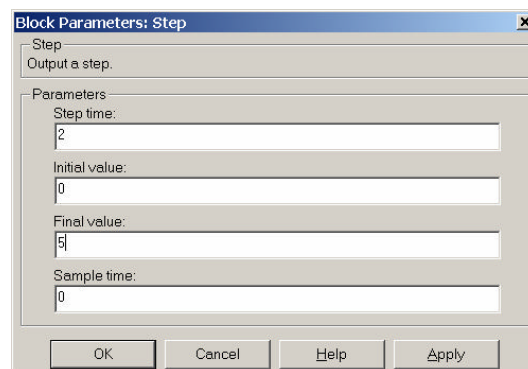 Block Parameters: Step
Step
Output a step.
Parameters
Step time:
2
Initial value:
0
Final value:
5
Sample time:
0
OK Cancel Help Apply